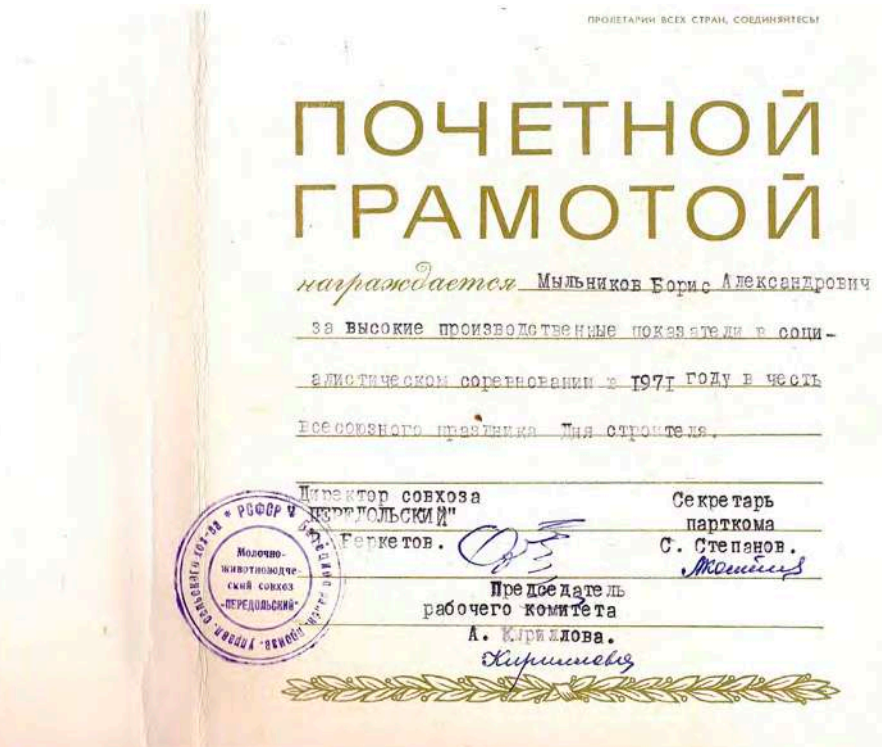 ПРОЛЕТАРИИ ВСЕХ СТРАН, СОЕДИНЯЙТЕСЬ!
ПОЧЕТНОЙ
ГРАМОТОЙ
награждается Мыльников Борис Александрович
за высокие производственные показатели в соци-
алистическом соревновании в 1971 году в честь
Всесоюзного праздника Дня строителя.
Директор совхоза
"ПЕРЕДОЛЬСКИЙ"
Феркетов.
Секретарь
парткома
С. Степанов.
Председатель
рабочего комитета
А. Кириллова.
Кириллова
РСФСР
Молочно-
животноводче-
ский совхоз
"ПЕРЕДОЛЬСКИЙ"